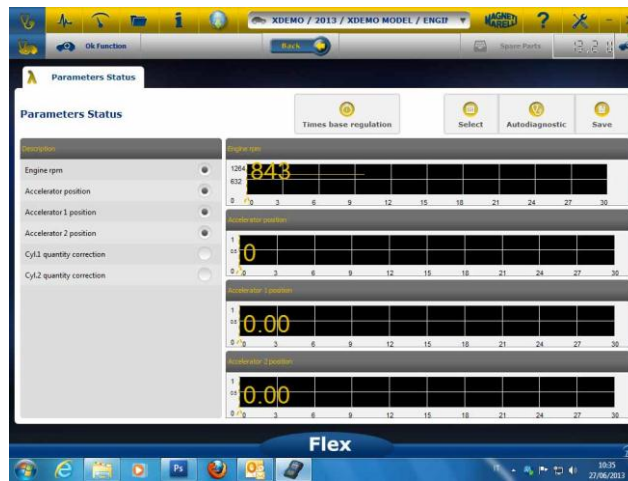 XDEMO / 2013 / XDEMO MODEL / ENGIN
MAGNETI
MARELLI
?
Ok Function
Back
Spare Parts
Parameters Status
Parameters Status
Times base regulation
Select
Autodiagnostic
Save
Description
Engine rpm
Accelerator position
Accelerator 1 position
Accelerator 2 position
Cyl.1 quantity correction
Cyl.2 quantity correction
Engine rpm
1264
632
0
843
0 3 6 9 12 15 18 21 24 27 30
Accelerator position
1
0.5
0
0
0 3 6 9 12 15 18 21 24 27 30
Accelerator 1 position
1
0.5
0
0.00
0 3 6 9 12 15 18 21 24 27 30
Accelerator 2 position
1
0.5
0
0.00
0 3 6 9 12 15 18 21 24 27 30
Flex
Ps
IT
10:35
27/06/2013